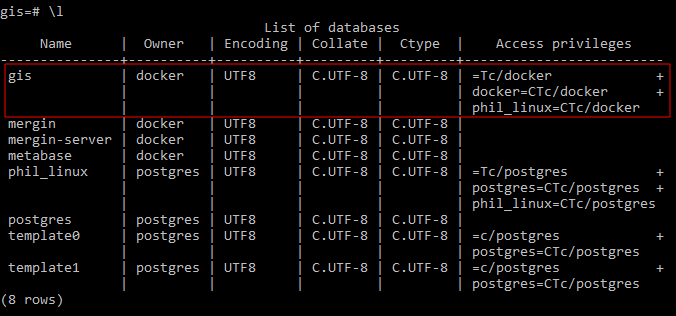 gis=# \l
                                  List of databases
     Name      |  Owner   | Encoding | Collate |  Ctype  |   Access privileges
---------------+----------+----------+---------+---------+------------------------
 gis           | docker   | UTF8     | C.UTF-8 | C.UTF-8 | =Tc/docker            +
               |          |          |         |         | docker=CTc/docker     +
               |          |          |         |         | phil_linux=CTc/docker
 mergin        | docker   | UTF8     | C.UTF-8 | C.UTF-8 |
 mergin-server | docker   | UTF8     | C.UTF-8 | C.UTF-8 |
 metabase      | docker   | UTF8     | C.UTF-8 | C.UTF-8 |
 phil_linux    | postgres | UTF8     | C.UTF-8 | C.UTF-8 | =Tc/postgres          +
               |          |          |         |         | postgres=CTc/postgres +
               |          |          |         |         | phil_linux=CTc/postgres
 postgres      | postgres | UTF8     | C.UTF-8 | C.UTF-8 |
 template0     | postgres | UTF8     | C.UTF-8 | C.UTF-8 | =c/postgres           +
               |          |          |         |         | postgres=CTc/postgres
 template1     | postgres | UTF8     | C.UTF-8 | C.UTF-8 | =c/postgres           +
               |          |          |         |         | postgres=CTc/postgres
(8 rows)